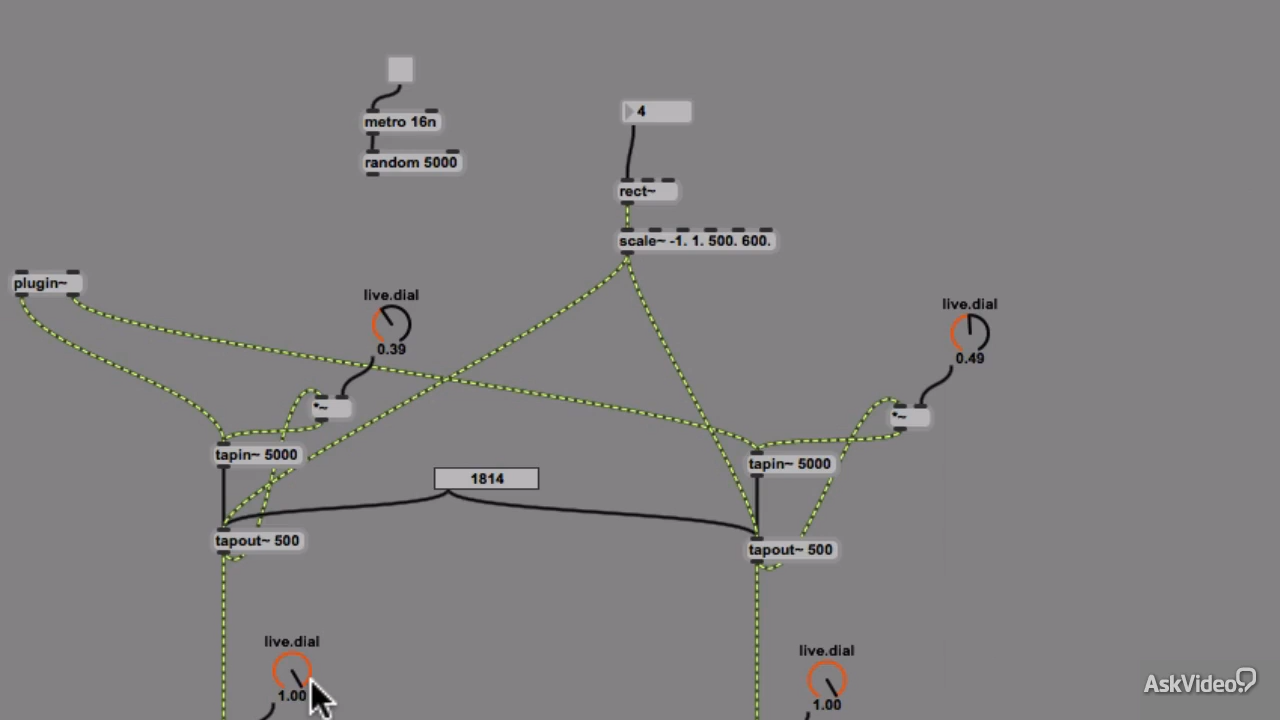 4
metro 16n
random 5000
rect~
scale~ -1. 1. 500. 600.
plugin~
live.dial
0.39
live.dial
0.49
*~
*~
tapin~ 5000
tapin~ 5000
1814
tapout~ 500
tapout~ 500
live.dial
1.00
live.dial
1.00
AskVideo